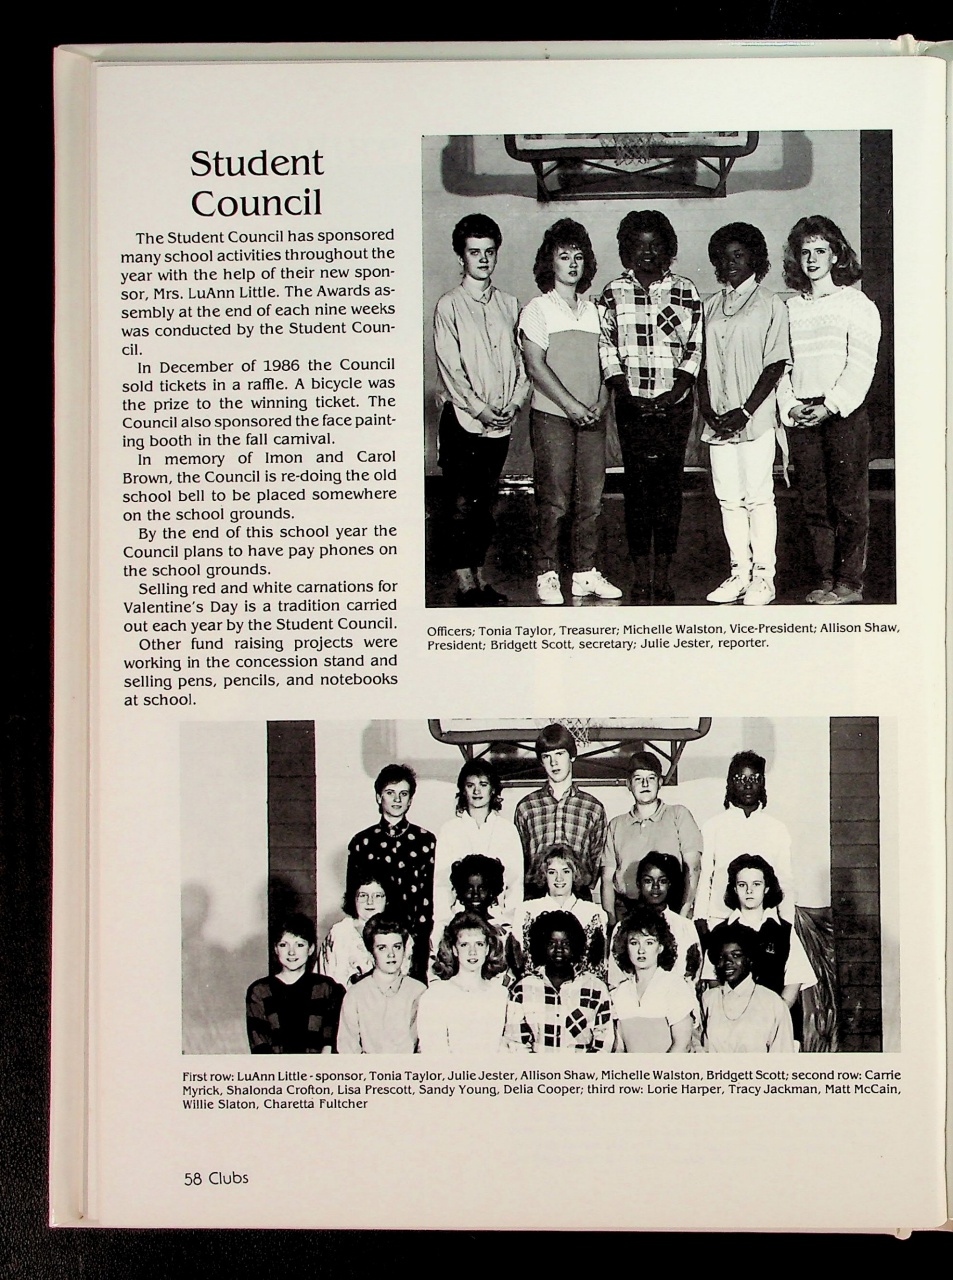 Student
Council
The Student Council has sponsored
many school activities throughout the
year with the help of their new spon-
sor, Mrs. LuAnn Little. The Awards as-
sembly at the end of each nine weeks
was conducted by the Student Coun-
cil.
In December of 1986 the Council
sold tickets in a raffle. A bicycle was
the prize to the winning ticket. The
Council also sponsored the face paint-
ing booth in the fall carnival.
In memory of Imon and Carol
Brown, the Council is re-doing the old
school bell to be placed somewhere
on the school grounds.
By the end of this school year the
Council plans to have pay phones on
the school grounds.
Selling red and white carnations for
Valentine's Day is a tradition carried
out each year by the Student Council.
Other fund raising projects were
working in the concession stand and
selling pens, pencils, and notebooks
at school.
Officers; Tonia Taylor, Treasurer; Michelle Walston, Vice-President; Allison Shaw,
President; Bridgett Scott, secretary; Julie Jester, reporter.
First row: LuAnn Little - sponsor, Tonia Taylor, Julie Jester, Allison Shaw, Michelle Walston, Bridgett Scott; second row: Carrie
Myrick, Shalonda Crofton, Lisa Prescott, Sandy Young, Delia Cooper; third row: Lorie Harper, Tracy Jackman, Matt McCain,
Willie Slaton, Charetta Fultcher
58 Clubs